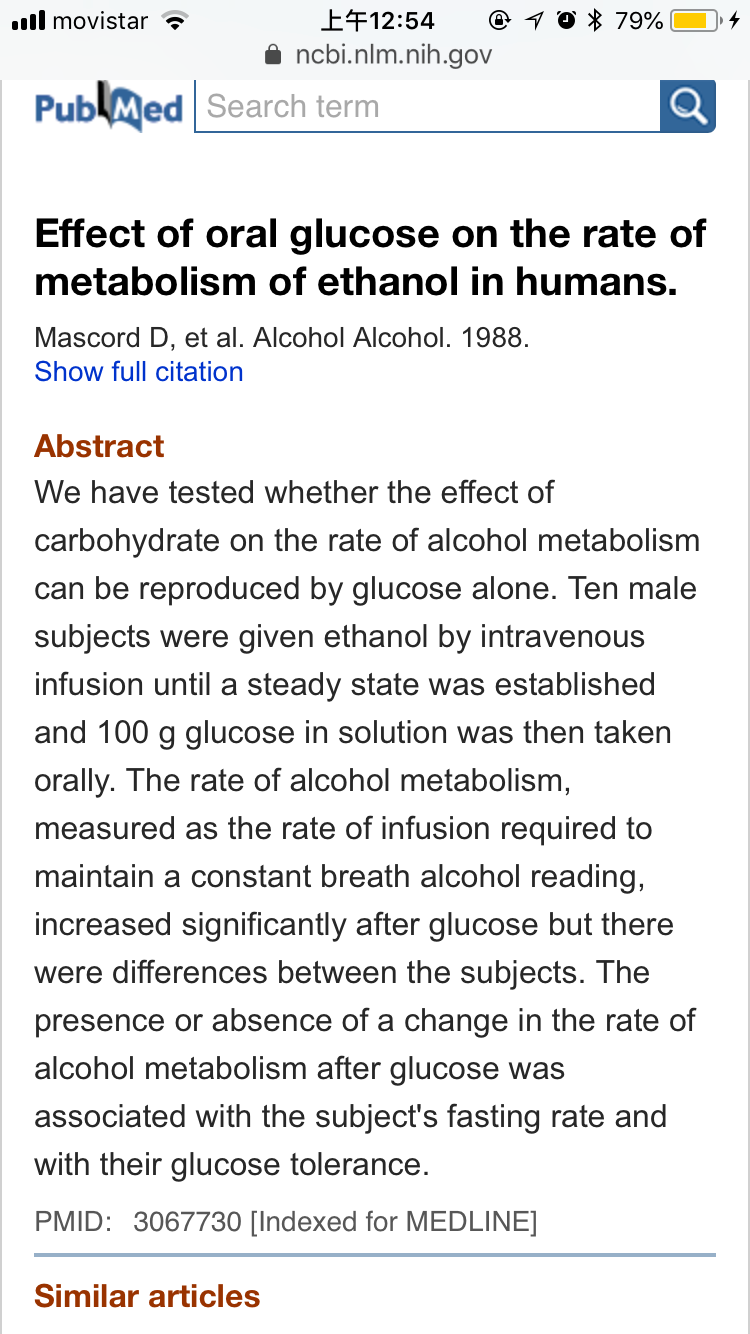 movistar 上午12:54 79%
ncbi.nlm.nih.gov
PubMed Search term
Effect of oral glucose on the rate of
metabolism of ethanol in humans.
Mascord D, et al. Alcohol Alcohol. 1988.
Show full citation
Abstract
We have tested whether the effect of
carbohydrate on the rate of alcohol metabolism
can be reproduced by glucose alone. Ten male
subjects were given ethanol by intravenous
infusion until a steady state was established
and 100 g glucose in solution was then taken
orally. The rate of alcohol metabolism,
measured as the rate of infusion required to
maintain a constant breath alcohol reading,
increased significantly after glucose but there
were differences between the subjects. The
presence or absence of a change in the rate of
alcohol metabolism after glucose was
associated with the subject's fasting rate and
with their glucose tolerance.
PMID: 3067730 [Indexed for MEDLINE]
Similar articles